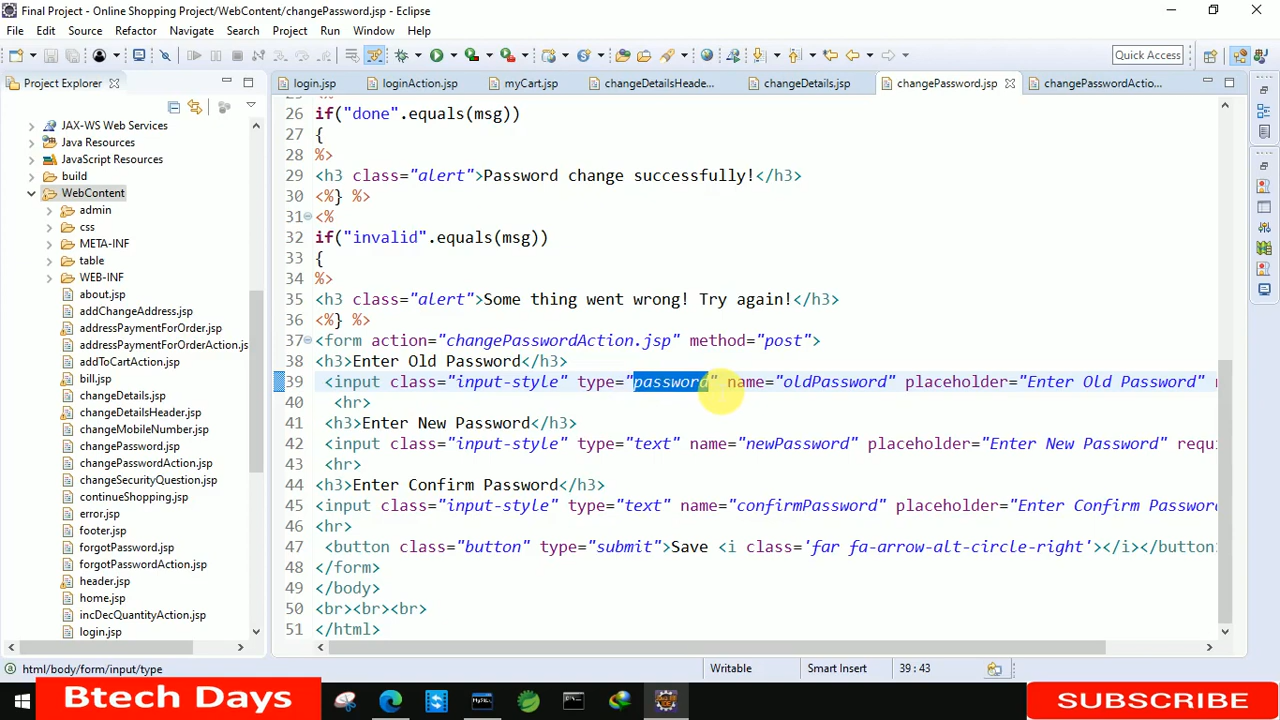 Final Project - Online Shopping Project/WebContent/changePassword.jsp - Eclipse
File Edit Source Refactor Navigate Search Project Run Window Help
Quick Access
Project Explorer
login.jsp loginAction.jsp myCart.jsp changeDetailsHeade... changeDetails.jsp changePassword.jsp changePasswordActio...
JAX-WS Web Services
Java Resources
JavaScript Resources
build
WebContent
admin
css
META-INF
table
WEB-INF
about.jsp
addChangeAddress.jsp
addressPaymentForOrder.jsp
addressPaymentForOrderAction.js
addToCartAction.jsp
bill.jsp
changeDetails.jsp
changeDetailsHeader.jsp
changeMobileNumber.jsp
changePassword.jsp
changePasswordAction.jsp
changeSecurityQuestion.jsp
continueShopping.jsp
error.jsp
footer.jsp
forgotPassword.jsp
forgotPasswordAction.jsp
header.jsp
home.jsp
incDecQuantityAction.jsp
login.jsp
26 if("done".equals(msg))
27 {
28 %>
29 <h3 class="alert">Password change successfully!</h3>
30 <%} %>
31 <%
32 if("invalid".equals(msg))
33 {
34 %>
35 <h3 class="alert">Some thing went wrong! Try again!</h3>
36 <%} %>
37 <form action="changePasswordAction.jsp" method="post">
38 <h3>Enter Old Password</h3>
39 <input class="input-style" type="password" name="oldPassword" placeholder="Enter Old Password"
40 <hr>
41 <h3>Enter New Password</h3>
42 <input class="input-style" type="text" name="newPassword" placeholder="Enter New Password" requi
43 <hr>
44 <h3>Enter Confirm Password</h3>
45 <input class="input-style" type="text" name="confirmPassword" placeholder="Enter Confirm Passwor
46 <hr>
47 <button class="button" type="submit">Save <i class='far fa-arrow-alt-circle-right'></i></button
48 </form>
49 </body>
50 <br><br><br>
51 </html>
html/body/form/input/type Writable Smart Insert 39 : 43
Btech Days
SUBSCRIBE